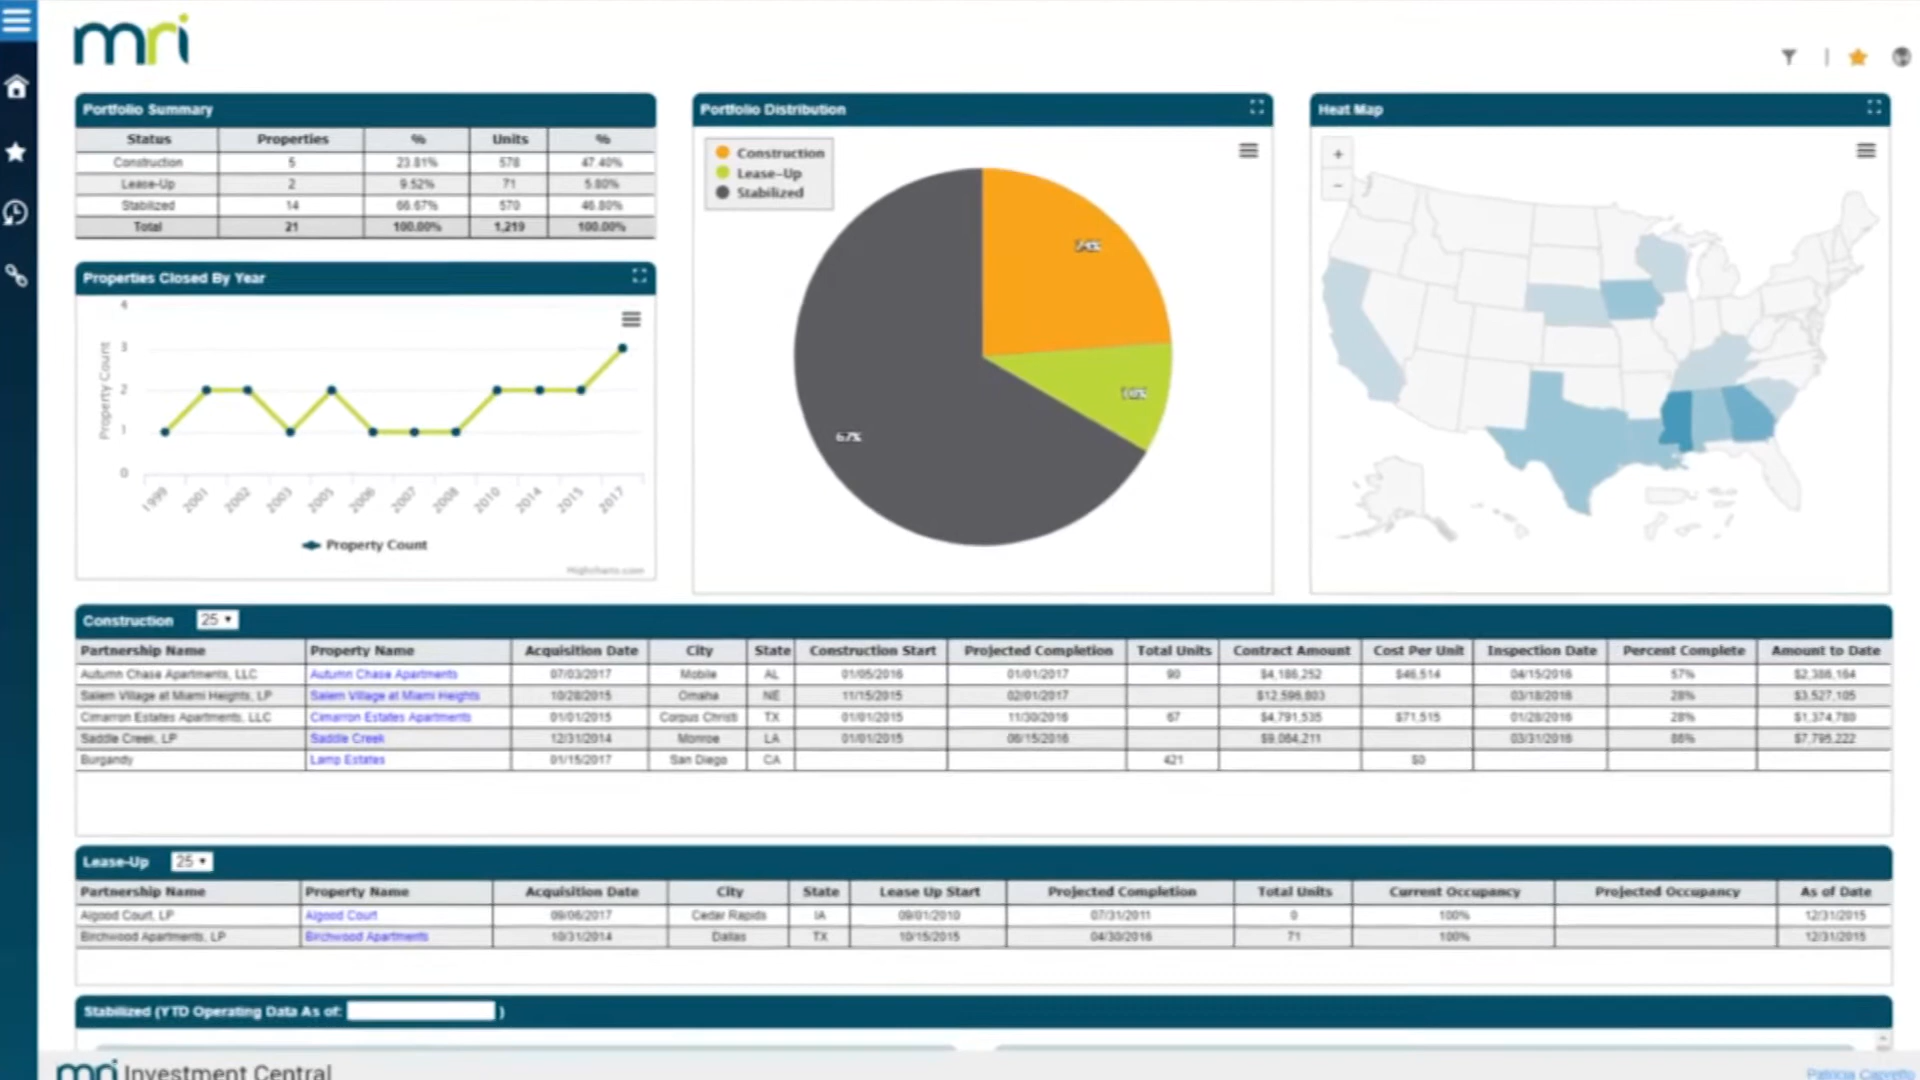 mri
Portfolio Summary
Status Properties % Units %
Construction 5 23.81% 578 47.40%
Lease-Up 2 9.52% 71 5.80%
Stabilized 14 66.67% 570 46.80%
Total 21 100.00% 1,219 100.00%
Properties Closed By Year
Property Count
4
3
2
1
0
1999 2001 2002 2003 2005 2006 2007 2008 2010 2014 2015 2017
Property Count
Highcharts.com
Portfolio Distribution
Construction
Lease-Up
Stabilized
24%
10%
67%
Heat Map
+
-
Construction 25
Partnership Name Property Name Acquisition Date City State Construction Start Projected Completion Total Units Contract Amount Cost Per Unit Inspection Date Percent Complete Amount to Date
Autumn Chase Apartments, LLC Autumn Chase Apartments 07/03/2017 Mobile AL 01/05/2016 01/01/2017 90 $4,186,252 $46,514 04/15/2016 57% $2,386,164
Salem Village at Miami Heights, LP Salem Village at Miami Heights 10/28/2015 Omaha NE 11/15/2015 02/01/2017 $12,596,803 03/18/2016 28% $3,527,105
Cimarron Estates Apartments, LLC Cimarron Estates Apartments 01/01/2015 Corpus Christi TX 01/01/2015 11/30/2016 67 $4,791,535 $71,515 01/28/2016 28% $1,374,780
Saddle Creek, LP Saddle Creek 12/31/2014 Monroe LA 01/01/2015 06/15/2016 $9,064,211 03/31/2016 86% $7,795,222
Burgandy Lamp Estates 01/15/2017 San Diego CA 421 $0
Lease-Up 25
Partnership Name Property Name Acquisition Date City State Lease Up Start Projected Completion Total Units Current Occupancy Projected Occupancy As of Date
Algood Court, LP Algood Court 09/06/2017 Cedar Rapids IA 09/01/2010 07/31/2011 0 100% 12/31/2015
Birchwood Apartments, LP Birchwood Apartments 10/31/2014 Dallas TX 10/15/2015 04/30/2016 71 100% 12/31/2015
Stabilized (YTD Operating Data As of: )
mri Investment Central
Patricia